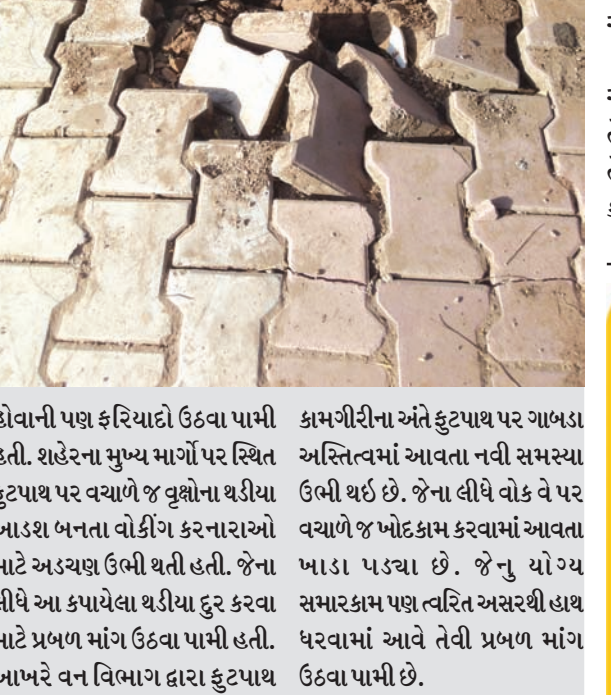 હોવાની પણ ફરિયાદો ઉઠવા પામી
હતી. શહેરના મુખ્ય માર્ગો પર સ્થિત
ફુટપાથ પર વચાળે જ વૃક્ષોના થડીયા
આડશ બનતા વોકીંગ કરનારાઓ
માટે અડચણ ઉભી થતી હતી. જેના
લીધે આ કપાયેલા થડીયા દુર કરવા
માટે પ્રબળ માંગ ઉઠવા પામી હતી.
આખરે વન વિભાગ દ્વારા ફુટપાથ
કામગીરીના અંતે ફુટપાથ પર ગાબડા
અસ્તિત્વમાં આવતા નવી સમસ્યા
ઉભી થઇ છે. જેના લીધે વોક વે પર
વચાળે જ ખોદકામ કરવામાં આવતા
ખાડા પડ્યા છે. જેનુ યોગ્ય
સમારકામ પણ ત્વરિત અસરથી હાથ
ધરવામાં આવે તેવી પ્રબળ માંગ
ઉઠવા પામી છે.